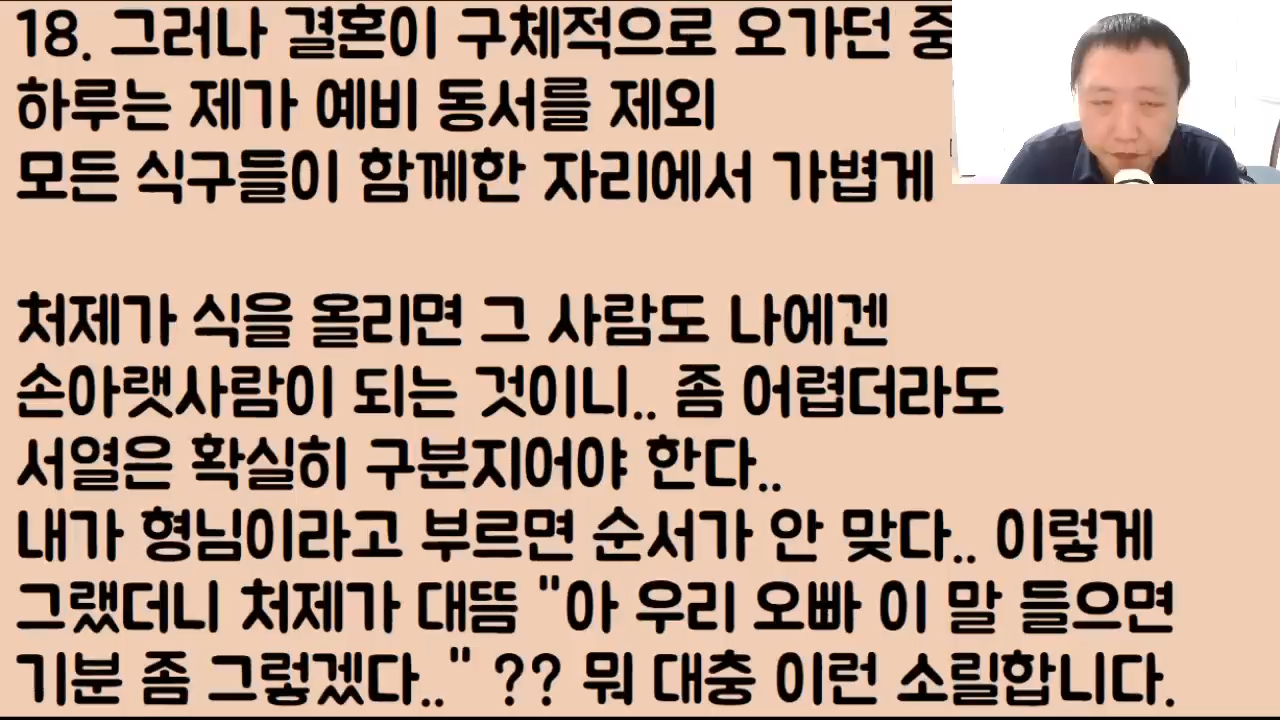 18. 그러나 결혼이 구체적으로 오가던 중
하루는 제가 예비 동서를 제외
모든 식구들이 함께한 자리에서 가볍게
처제가 식을 올리면 그 사람도 나에겐
손아랫사람이 되는 것이니.. 좀 어렵더라도
서열은 확실히 구분지어야 한다..
내가 형님이라고 부르면 순서가 안 맞다.. 이렇게
그랬더니 처제가 대뜸 "아 우리 오빠 이 말 들으면
기분 좀 그렇겠다.." ?? 뭐 대충 이런 소릴합니다.